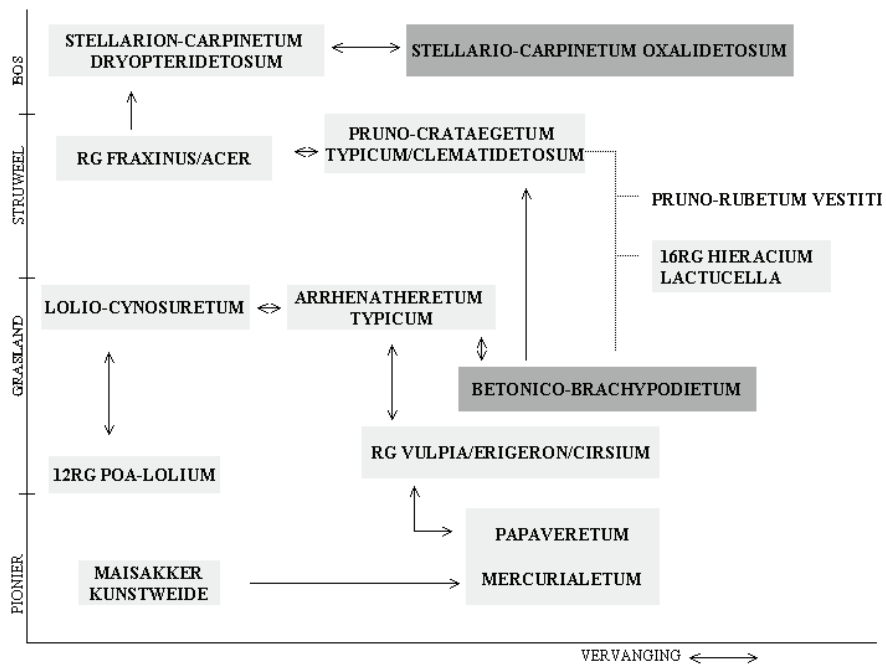 BOS
STELLARION-CARPINETUM
DRYOPTERIDETOSUM
STELLARIO-CARPINETUM OXALIDETOSUM
STRUWEEL
RG FRAXINUS/ACER
PRUNO-CRATAEGETUM
TYPICUM/CLEMATIDETOSUM
PRUNO-RUBETUM VESTITI
16RG HIERACIUM
LACTUCELLA
GRASLAND
LOLIO-CYNOSURETUM
ARRHENATHERETUM
TYPICUM
BETONICO-BRACHYPODIETUM
12RG POA-LOLIUM
RG VULPIA/ERIGERON/CIRSIUM
PIONIER
MAISAKKER
KUNSTWEIDE
PAPAVERETUM
MERCURIALETUM
VERVANGING